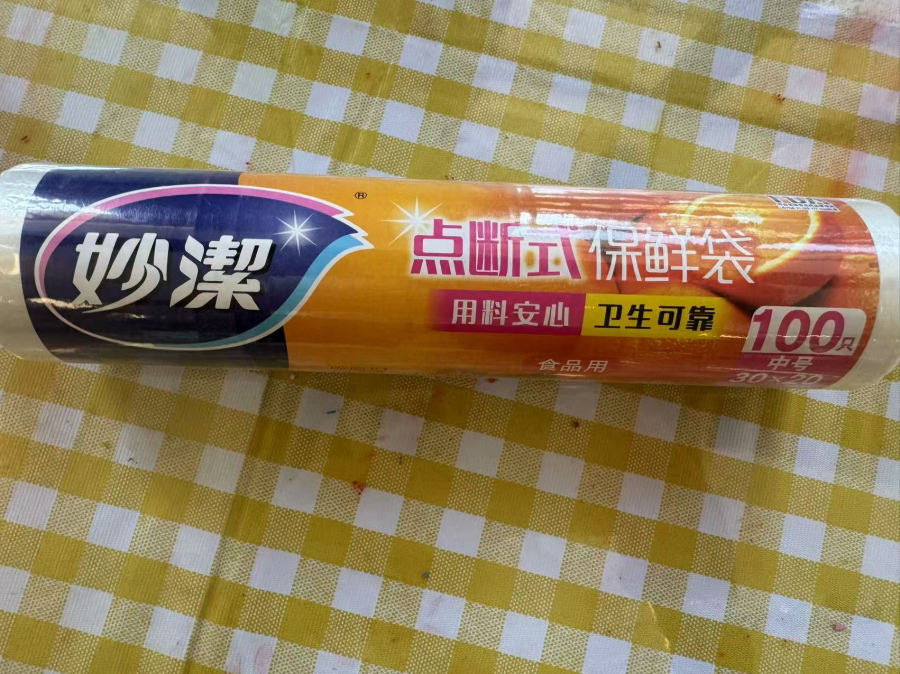 妙潔®
点断式保鲜袋
用料安心 卫生可靠
100只
中号
30×20
食品用